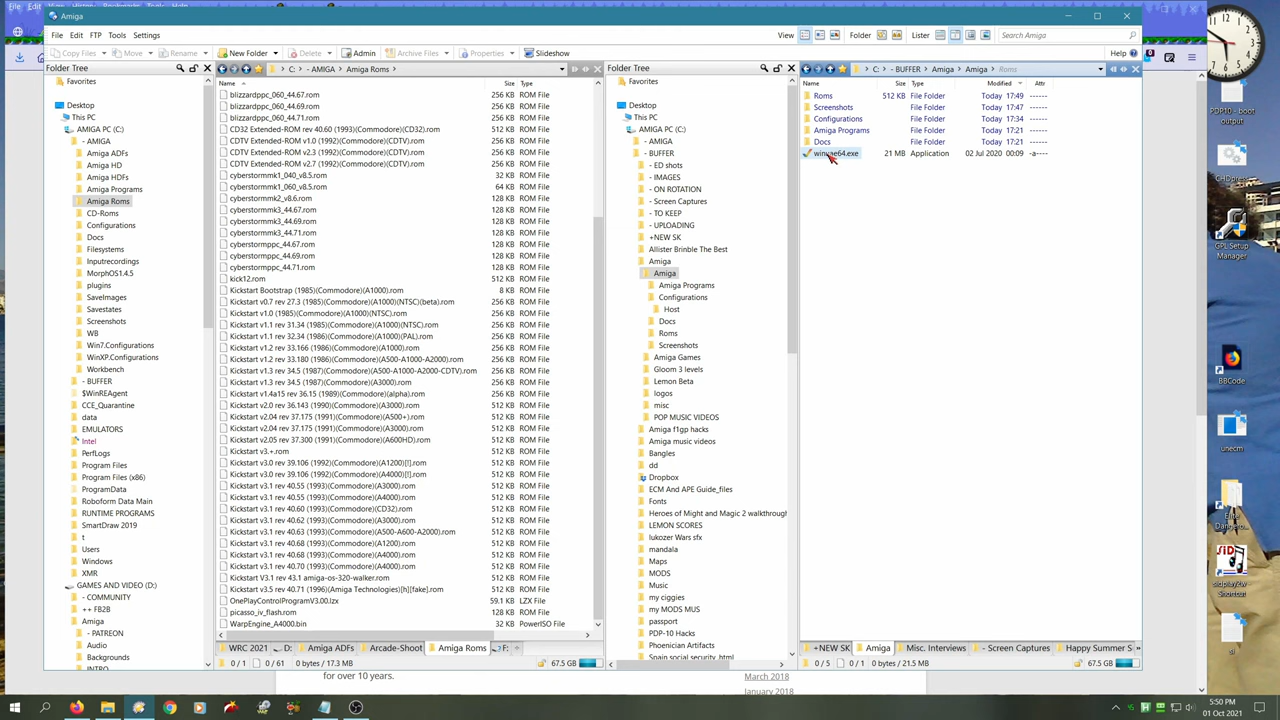 Amiga
File Edit FTP Tools Settings
View Folder Lister Search Amiga
Copy Files Move Rename New Folder Delete Admin Archive Files Properties Slideshow Help
Folder Tree
C: - AMIGA Amiga Roms
Folder Tree
C: - BUFFER Amiga Amiga Roms
Favorites
Desktop
This PC
AMIGA PC (C:)
- AMIGA
Amiga ADFs
Amiga HD
Amiga HDFs
Amiga Programs
Amiga Roms
CD-Roms
Configurations
Docs
Filesystems
Inputrecordings
MorphOS1.4.5
plugins
SaveImages
Savestates
Screenshots
WB
Win7.Configurations
WinXP.Configurations
Workbench
- BUFFER
$WinREAgent
CCE_Quarantine
data
EMULATORS
Intel
PerfLogs
Program Files
Program Files (x86)
ProgramData
Roboform Data Main
RUNTIME PROGRAMS
SmartDraw 2019
t
Users
Windows
XMR
GAMES AND VIDEO (D:)
- COMMUNITY
++ FB2B
Amiga
- PATREON
Audio
Backgrounds
INTRO
Name Size Type
blizzardppc_060_44.67.rom 256 KB ROM File
blizzardppc_060_44.69.rom 256 KB ROM File
blizzardppc_060_44.71.rom 256 KB ROM File
CD32 Extended-ROM rev 40.60 (1993)(Commodore)(CD32).rom 512 KB ROM File
CDTV Extended-ROM v1.0 (1991)(Commodore)(CDTV).rom 256 KB ROM File
CDTV Extended-ROM v2.3 (1992)(Commodore)(CDTV).rom 256 KB ROM File
CDTV Extended-ROM v2.7 (1992)(Commodore)(CDTV).rom 256 KB ROM File
cyberstormmk1_040_v8.5.rom 32 KB ROM File
cyberstormmk1_060_v8.5.rom 64 KB ROM File
cyberstormmk2_v8.6.rom 128 KB ROM File
cyberstormmk3_44.67.rom 128 KB ROM File
cyberstormmk3_44.69.rom 128 KB ROM File
cyberstormmk3_44.71.rom 128 KB ROM File
cyberstormppc_44.67.rom 128 KB ROM File
cyberstormppc_44.69.rom 128 KB ROM File
cyberstormppc_44.71.rom 128 KB ROM File
kick12.rom 256 KB ROM File
Kickstart Bootstrap (1985)(Commodore)(A1000).rom 8 KB ROM File
Kickstart v0.7 rev 27.3 (1985)(Commodore)(A1000)(NTSC)(beta).rom 256 KB ROM File
Kickstart v1.0 (1985)(Commodore)(A1000)(NTSC).rom 256 KB ROM File
Kickstart v1.1 rev 31.34 (1985)(Commodore)(A1000)(NTSC).rom 256 KB ROM File
Kickstart v1.1 rev 32.34 (1986)(Commodore)(A1000)(PAL).rom 256 KB ROM File
Kickstart v1.2 rev 33.166 (1986)(Commodore)(A1000).rom 256 KB ROM File
Kickstart v1.2 rev 33.180 (1986)(Commodore)(A500-A1000-A2000).rom 256 KB ROM File
Kickstart v1.3 rev 34.5 (1987)(Commodore)(A500-A1000-A2000-CDTV).rom 256 KB ROM File
Kickstart v1.3 rev 34.5 (1987)(Commodore)(A3000).rom 256 KB ROM File
Kickstart v1.4a15 rev 36.15 (1989)(Commodore)(alpha).rom 256 KB ROM File
Kickstart v2.0 rev 36.143 (1990)(Commodore)(A3000).rom 512 KB ROM File
Kickstart v2.04 rev 37.175 (1991)(Commodore)(A500+).rom 512 KB ROM File
Kickstart v2.04 rev 37.175 (1991)(Commodore)(A3000).rom 512 KB ROM File
Kickstart v2.05 rev 37.300 (1991)(Commodore)(A600HD).rom 512 KB ROM File
Kickstart v3.+.rom 512 KB ROM File
Kickstart v3.0 rev 39.106 (1992)(Commodore)(A1200)[!].rom 512 KB ROM File
Kickstart v3.0 rev 39.106 (1992)(Commodore)(A4000)[!].rom 512 KB ROM File
Kickstart v3.1 rev 40.55 (1993)(Commodore)(A3000).rom 512 KB ROM File
Kickstart v3.1 rev 40.55 (1993)(Commodore)(A4000).rom 512 KB ROM File
Kickstart v3.1 rev 40.60 (1993)(Commodore)(CD32).rom 512 KB ROM File
Kickstart v3.1 rev 40.62 (1993)(Commodore)(A3000).rom 512 KB ROM File
Kickstart v3.1 rev 40.63 (1993)(Commodore)(A500-A600-A2000).rom 512 KB ROM File
Kickstart v3.1 rev 40.68 (1993)(Commodore)(A1200).rom 512 KB ROM File
Kickstart v3.1 rev 40.68 (1993)(Commodore)(A4000).rom 512 KB ROM File
Kickstart v3.1 rev 40.70 (1993)(Commodore)(A4000).rom 512 KB ROM File
Kickstart V3.1 rev 43.1 amiga-os-320-walker.rom 512 KB ROM File
Kickstart v3.5 rev 40.71 (1996)(Amiga Technologies)[h][fake].rom 512 KB ROM File
OnePlayControlProgramV3.00.lzx 59.1 KB LZX File
picasso_iv_flash.rom 128 KB ROM File
WarpEngine_A4000.bin 128 KB PowerISO File
WRC 2021 D: Amiga ADFs Arcade-Shoot Amiga Roms F: +
0 / 1 0 / 61 0 bytes / 17.3 MB 67.5 GB
Favorites
Desktop
This PC
AMIGA PC (C:)
- AMIGA
- BUFFER
- ED shots
- IMAGES
- ON ROTATION
- Screen Captures
- TO KEEP
- UPLOADING
+NEW SK
Allister Brinble The Best
Amiga
Amiga
Amiga Programs
Configurations
Host
Docs
Roms
Screenshots
Amiga Games
Gloom 3 levels
Lemon Beta
logos
misc
POP MUSIC VIDEOS
Amiga f1gp hacks
Amiga music videos
Bangles
dd
Dropbox
ECM And APE Guide_files
Fonts
Heroes of Might and Magic 2 walkthroug
LEMON SCORES
lukozer Wars sfx
mandala
Maps
MODS
Music
my ciggies
my MODS MUS
passport
PDP-10 Hacks
Phoenician Artifacts
Spain social security .html
Name Size Type Modified Attr
Roms 512 KB File Folder Today 17:49 ------
Screenshots File Folder Today 17:47 ------
Configurations File Folder Today 17:34 ------
Amiga Programs File Folder Today 17:21 ------
Docs File Folder Today 17:21 ------
winuae64.exe 21 MB Application 02 Jul 2020 00:09 -a----
+NEW SK Amiga Misc. Interviews - Screen Captures Happy Summer S
0 / 5 0 / 1 0 bytes / 21.5 MB 67.5 GB
PDP10 - boot output
CHDpress
GPL Setup Manager
BBCode
unecm
Elite Dangero...
sidplay2w - Shortcut
sl
for over 10 years.
March 2018
January 2018
5:50 PM
01 Oct 2021